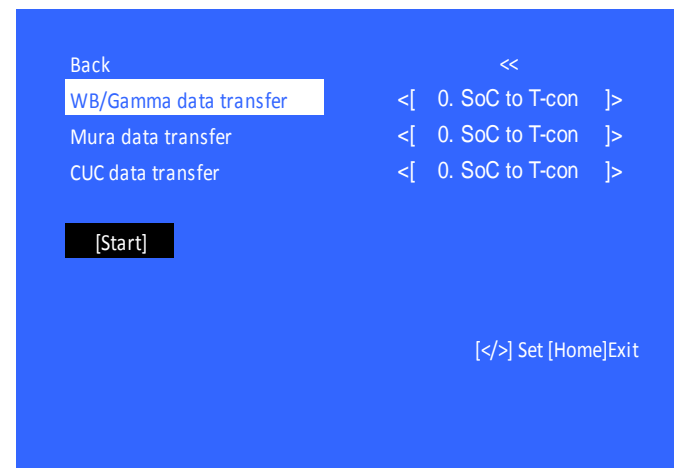 Back <<
WB/Gamma data transfer <[ 0. SoC to T-con ]>
Mura data transfer <[ 0. SoC to T-con ]>
CUC data transfer <[ 0. SoC to T-con ]>
[Start]
[</>] Set [Home]Exit